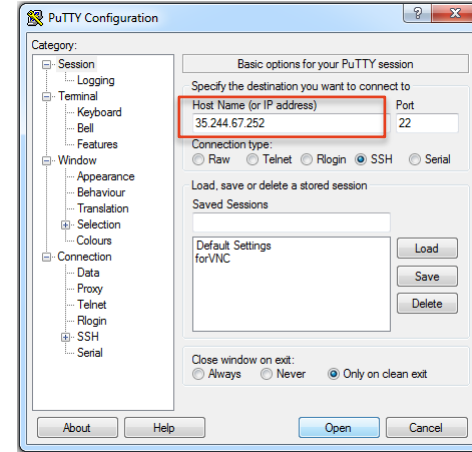 PuTTY Configuration
Category:
Session
Logging
Terminal
Keyboard
Bell
Features
Window
Appearance
Behaviour
Translation
Selection
Colours
Connection
Data
Proxy
Telnet
Rlogin
SSH
Serial
Basic options for your PuTTY session
Specify the destination you want to connect to
Host Name (or IP address) Port
35.244.67.252 22
Connection type:
Raw Telnet Rlogin SSH Serial
Load, save or delete a stored session
Saved Sessions
Default Settings
forVNC
Load
Save
Delete
Close window on exit:
Always Never Only on clean exit
About Help Open Cancel